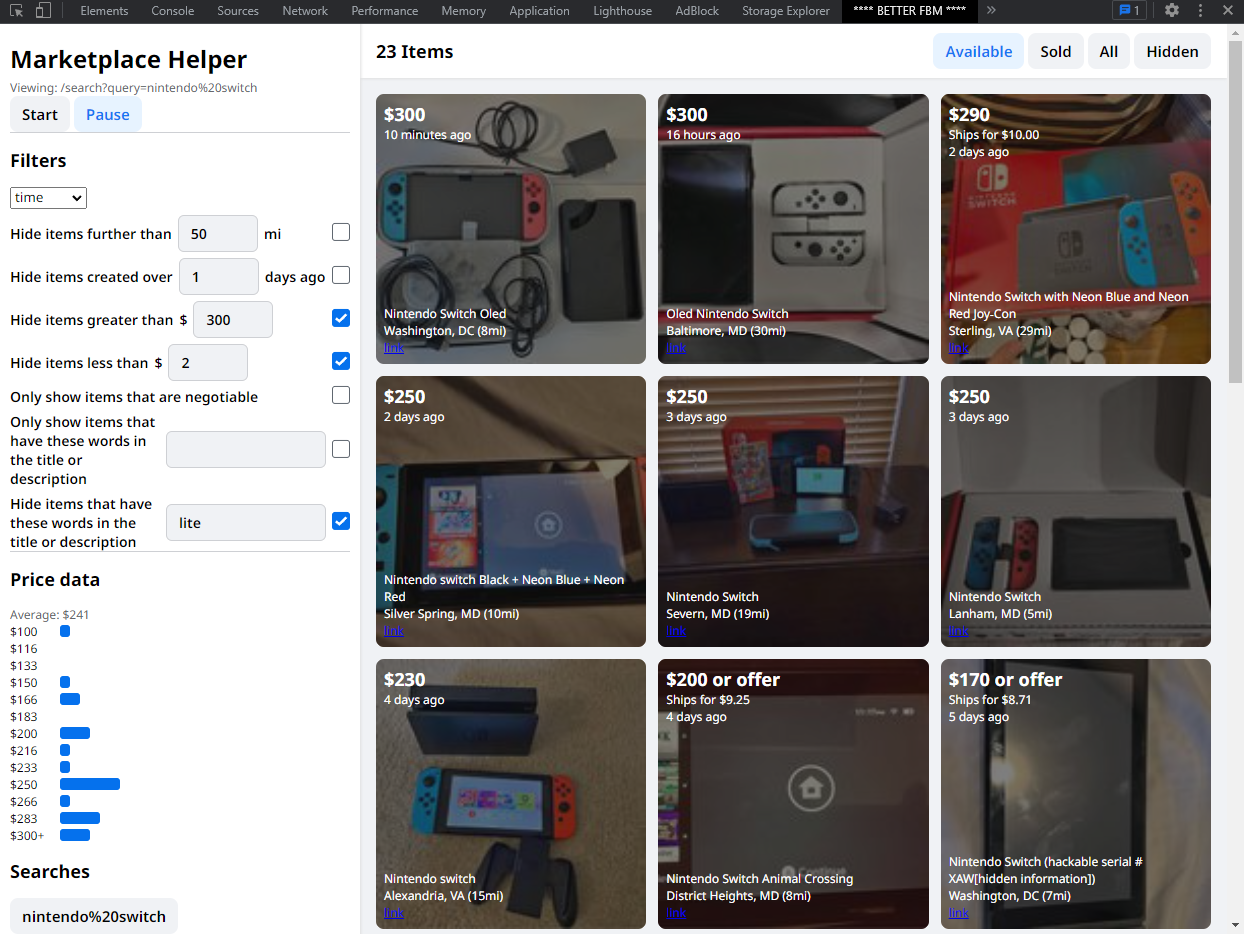 Elements Console Sources Network Performance Memory Application Lighthouse AdBlock Storage Explorer **** BETTER FBM **** » 1
Marketplace Helper
Viewing: /search?query=nintendo%20switch
Start Pause
Filters
time
Hide items further than 50 mi
Hide items created over 1 days ago
Hide items greater than $ 300
Hide items less than $ 2
Only show items that are negotiable
Only show items that
have these words in
the title or
description
Hide items that have
these words in the
title or description
lite
Price data
Average: $241
$100
$116
$133
$150
$166
$183
$200
$216
$233
$250
$266
$283
$300+
Searches
nintendo%20switch
23 Items
Available Sold All Hidden
$300
10 minutes ago
Nintendo Switch Oled
Washington, DC (8mi)
link
$300
16 hours ago
Oled Nintendo Switch
Baltimore, MD (30mi)
link
$290
Ships for $10.00
2 days ago
NINTENDO
SWITCH
Nintendo Switch with Neon Blue and Neon
Red Joy-Con
Sterling, VA (29mi)
link
$250
2 days ago
Nintendo switch Black + Neon Blue + Neon
Red
Silver Spring, MD (10mi)
link
$250
3 days ago
Nintendo Switch
Severn, MD (19mi)
link
$250
3 days ago
Nintendo Switch
Lanham, MD (5mi)
link
$230
4 days ago
Nintendo switch
Alexandria, VA (15mi)
link
$200 or offer
Ships for $9.25
4 days ago
Continue
Nintendo Switch Animal Crossing
District Heights, MD (8mi)
link
$170 or offer
Ships for $8.71
5 days ago
Nintendo Switch (hackable serial #
XAW[hidden information])
Washington, DC (7mi)
link